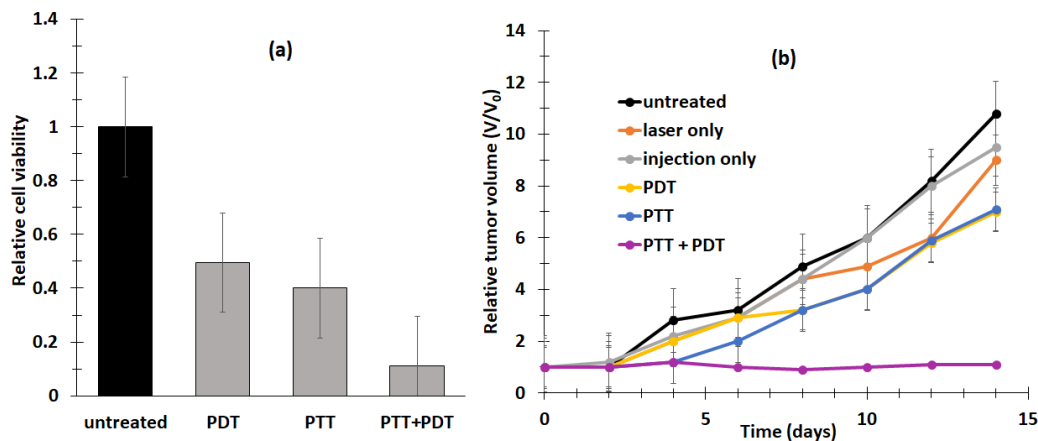 (a)
Relative cell viability
1.4
1.2
1
0.8
0.6
0.4
0.2
0
untreated PDT PTT PTT+PDT
(b)
Relative tumor volume (V/V0)
14
12
10
8
6
4
2
0
untreated
laser only
injection only
PDT
PTT
PTT + PDT
0 5 10 15
Time (days)